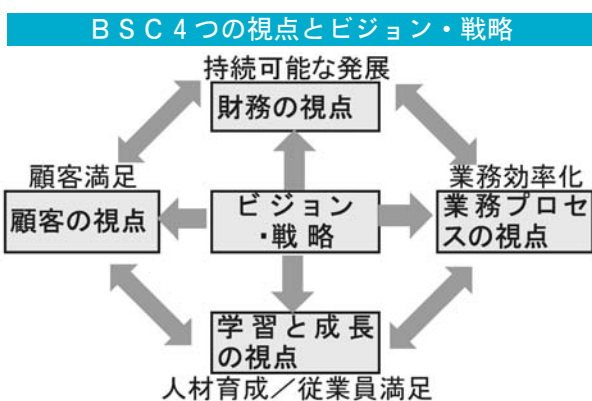 BSC4つの視点とビジョン・戦略
持続可能な発展
財務の視点
顧客満足
顧客の視点
ビジョン
・戦略
業務効率化
業務プロセ
スの視点
学習と成長
の視点
人材育成／従業員満足